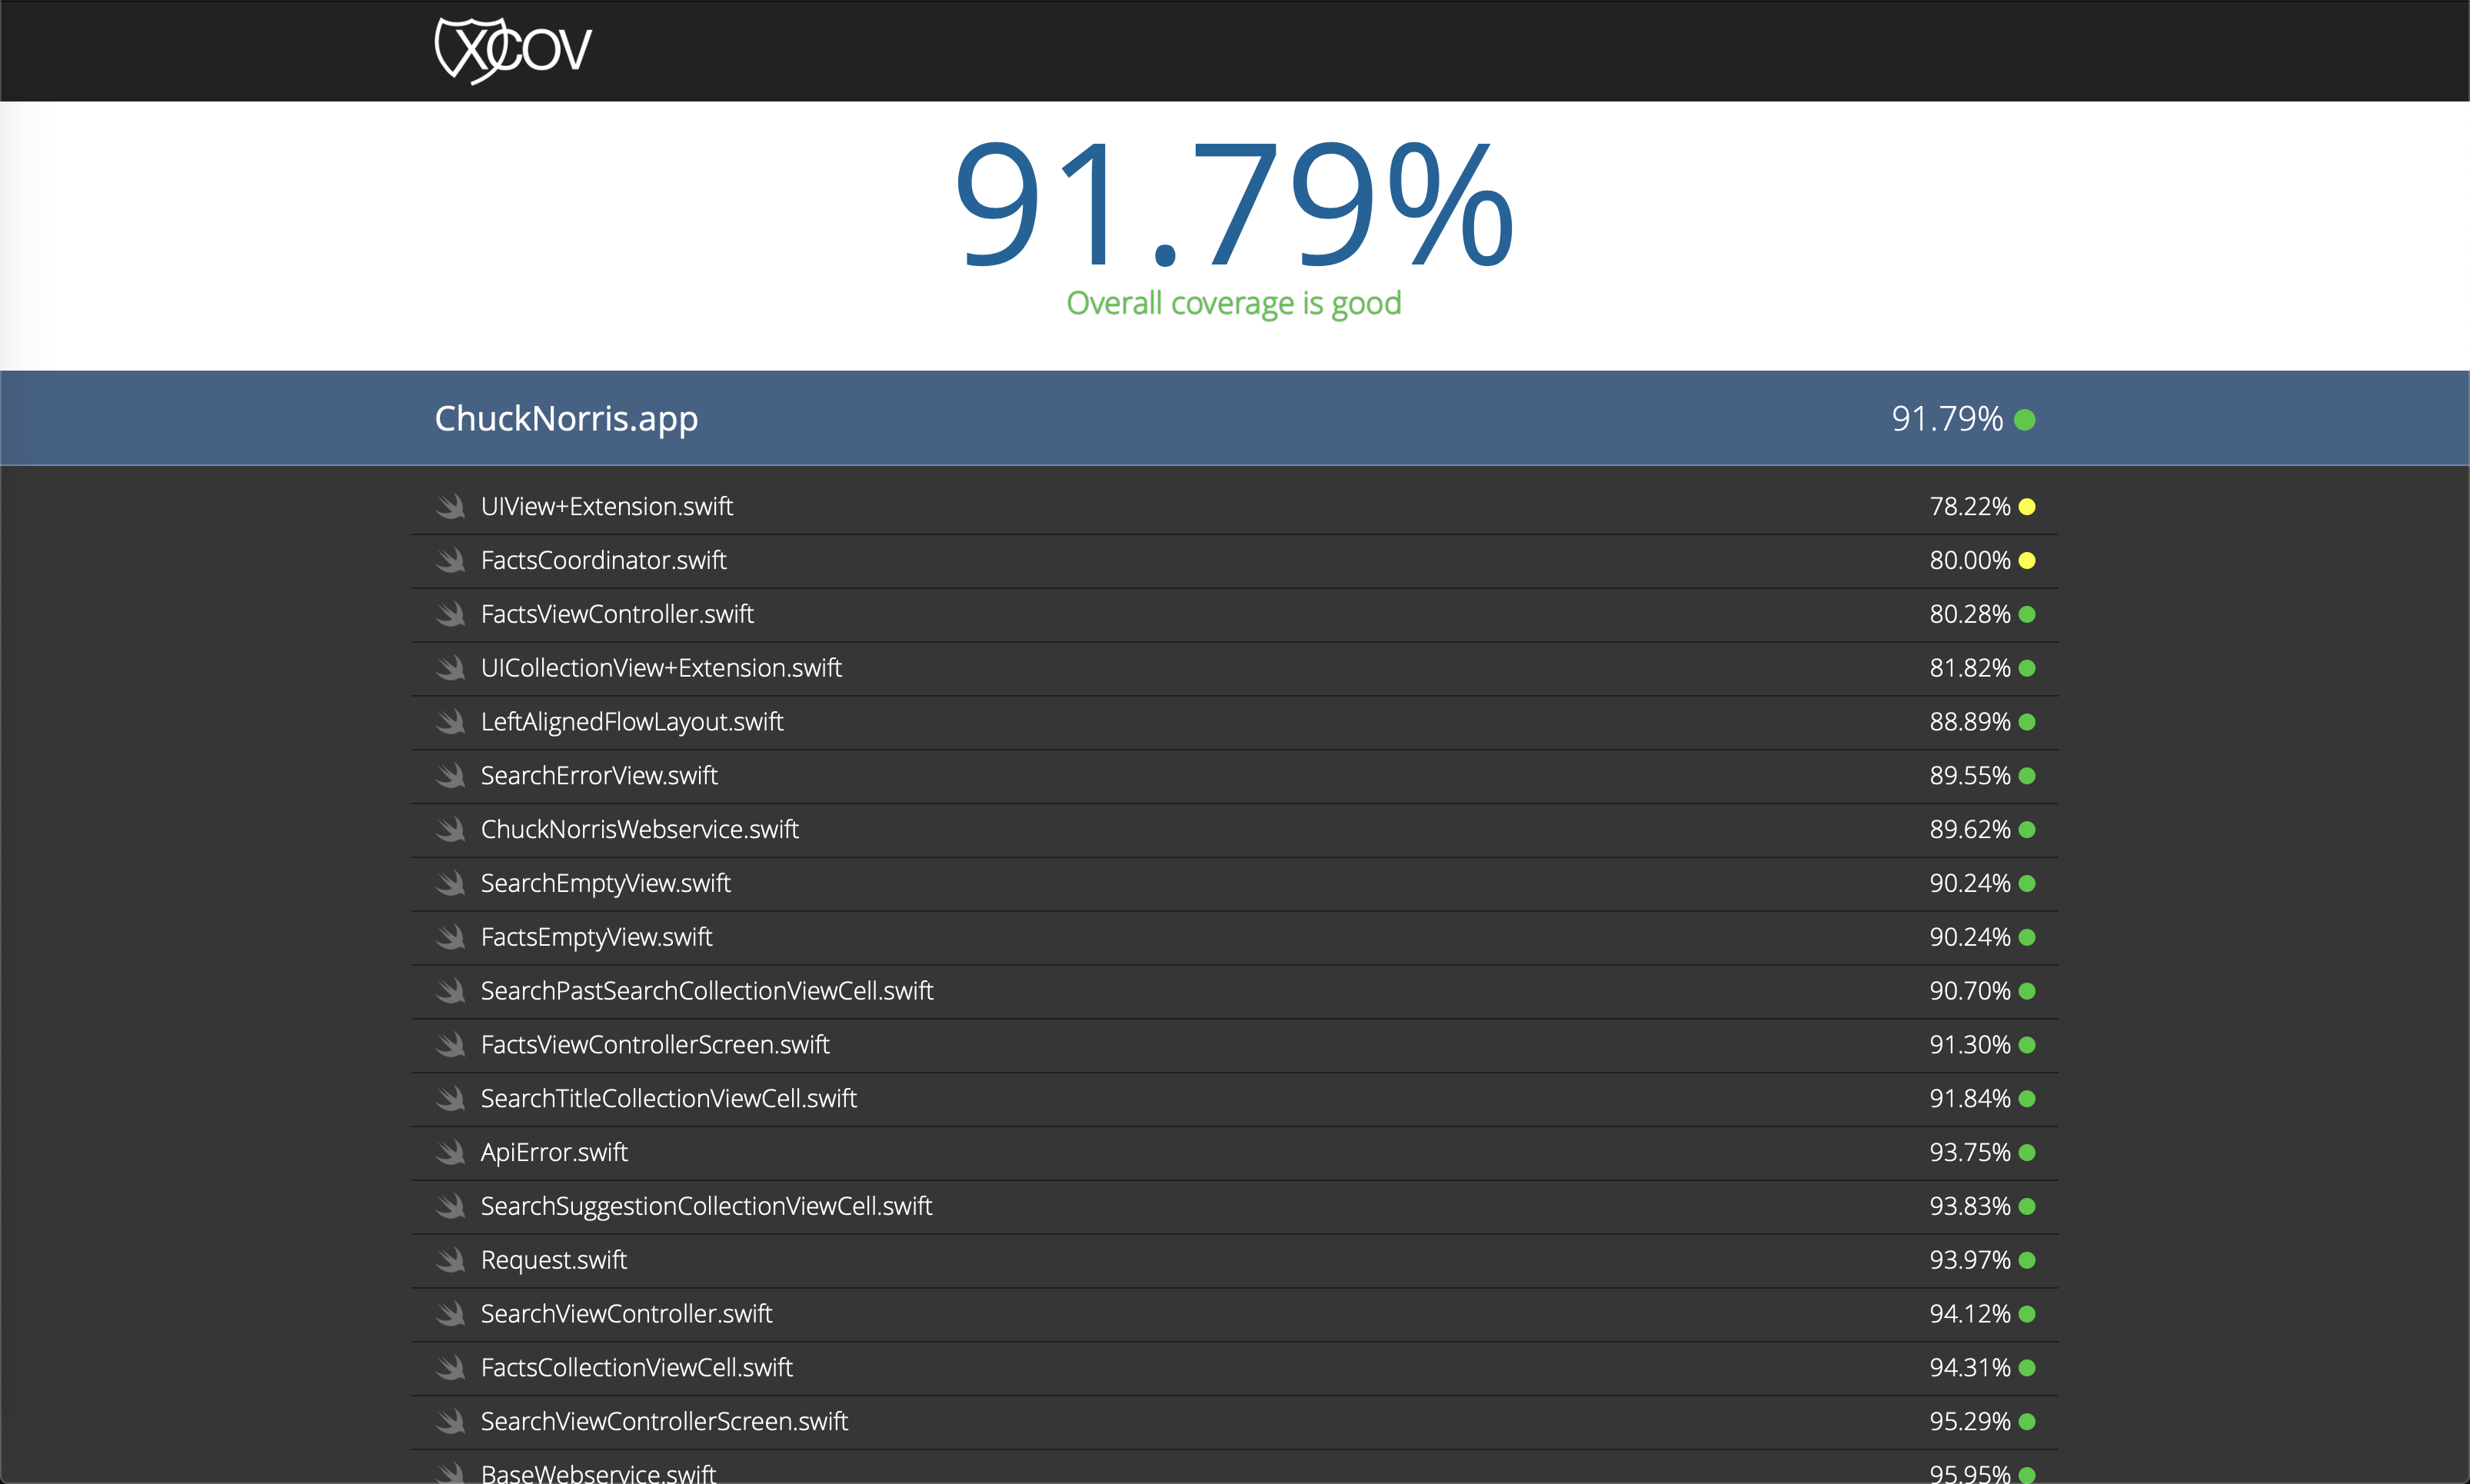 XCOV
91.79%
Overall coverage is good
ChuckNorris.app 91.79%
UIView+Extension.swift 78.22%
FactsCoordinator.swift 80.00%
FactsViewController.swift 80.28%
UICollectionView+Extension.swift 81.82%
LeftAlignedFlowLayout.swift 88.89%
SearchErrorView.swift 89.55%
ChuckNorrisWebservice.swift 89.62%
SearchEmptyView.swift 90.24%
FactsEmptyView.swift 90.24%
SearchPastSearchCollectionViewCell.swift 90.70%
FactsViewControllerScreen.swift 91.30%
SearchTitleCollectionViewCell.swift 91.84%
ApiError.swift 93.75%
SearchSuggestionCollectionViewCell.swift 93.83%
Request.swift 93.97%
SearchViewController.swift 94.12%
FactsCollectionViewCell.swift 94.31%
SearchViewControllerScreen.swift 95.29%
BaseWebservice.swift 95.95%